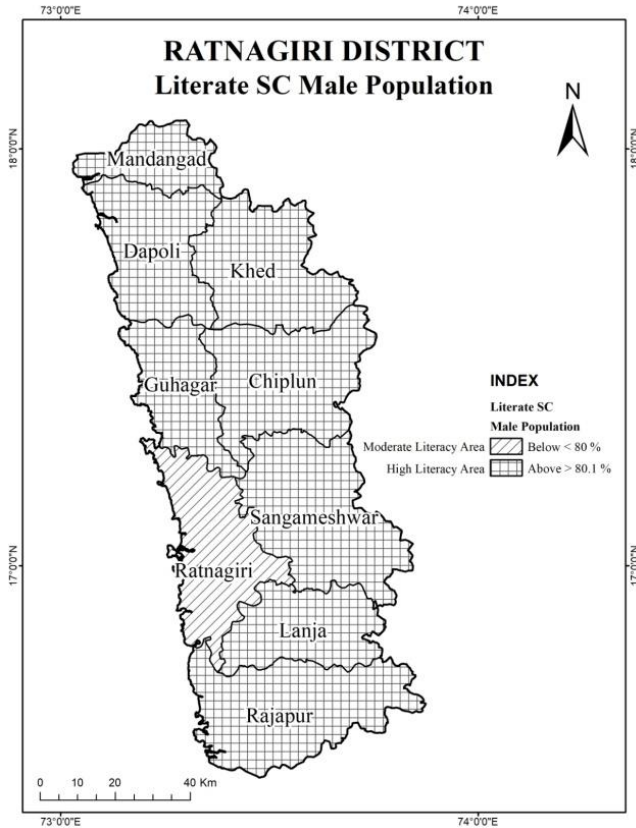 73°0'0"E
74°0'0"E
RATNAGIRI DISTRICT
Literate SC Male Population
N
18°0'0"N
18°0'0"N
Mandangad
Dapoli
Khed
Guhagar
Chiplun
INDEX
Literate SC
Male Population
Moderate Literacy Area Below < 80 %
High Literacy Area Above > 80.1 %
Sangameshwar
Ratnagiri
17°0'0"N
17°0'0"N
Lanja
Rajapur
0 10 20 40 Km
73°0'0"E
74°0'0"E